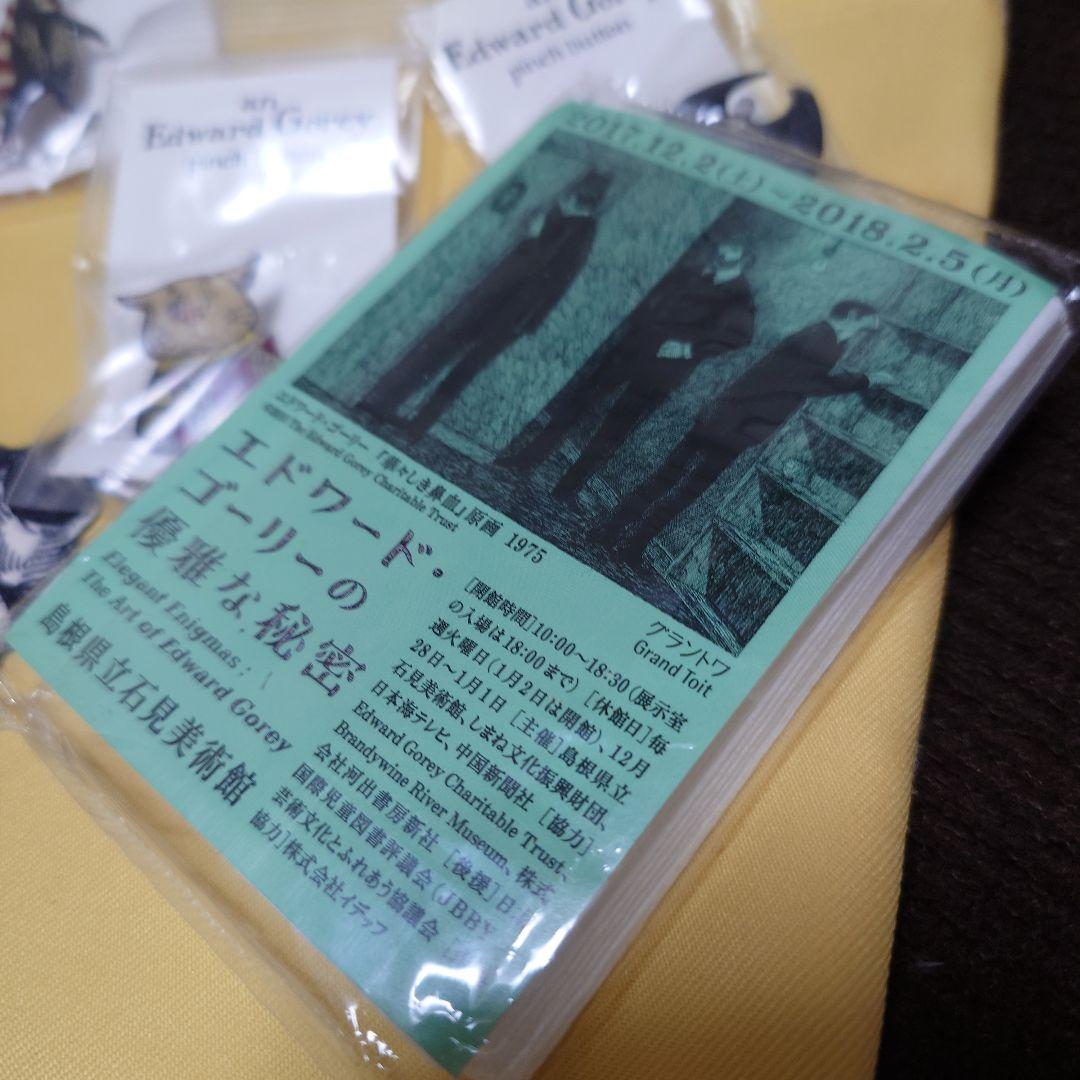 an
Edward Gorey
pinch button
an
Edward Gorey
2017.12.2(土)―2018.2.5(月)
エドワード・ゴーリー 「華々しき鼻血」原画 1975
The Edward Gorey Charitable Trust
グラントワ
Grand Toit
エドワード・
ゴーリーの
優雅な秘密
Elegant Enigmas:
The Art of Edward Gorey
島根県立石見美術館
[開館時間]10:00~18:30(展示室
の入場は18:00まで) [休館日]毎
週火曜日(1月2日は開館)、12月
28日~1月1日 [主催]島根県立
石見美術館、しまね文化振興財団、
日本海テレビ、中国新聞社 [協力]
Edward Gorey Charitable Trust
Brandywine River Museum、株式
会社河出書房新社 [後援]日本
国際児童図書評議会(JBBY)
芸術文化とふれあう協議会
協力]株式会社イデッフ